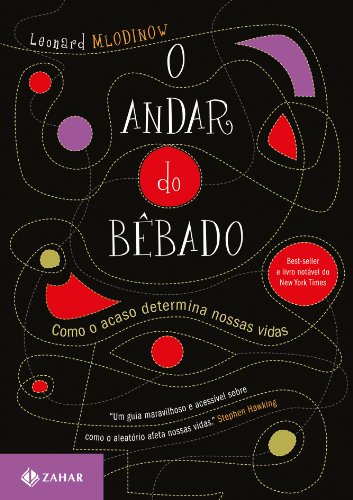 Leonard MLODINOW
O
ANDAR
do
BÊBADO
Best-seller
e livro notável do
New York Times
Como o acaso determina nossas vidas
"Um guia maravilhoso e acessível sobre
como o aleatório afeta nossas vidas." Stephen Hawking
ZAHAR